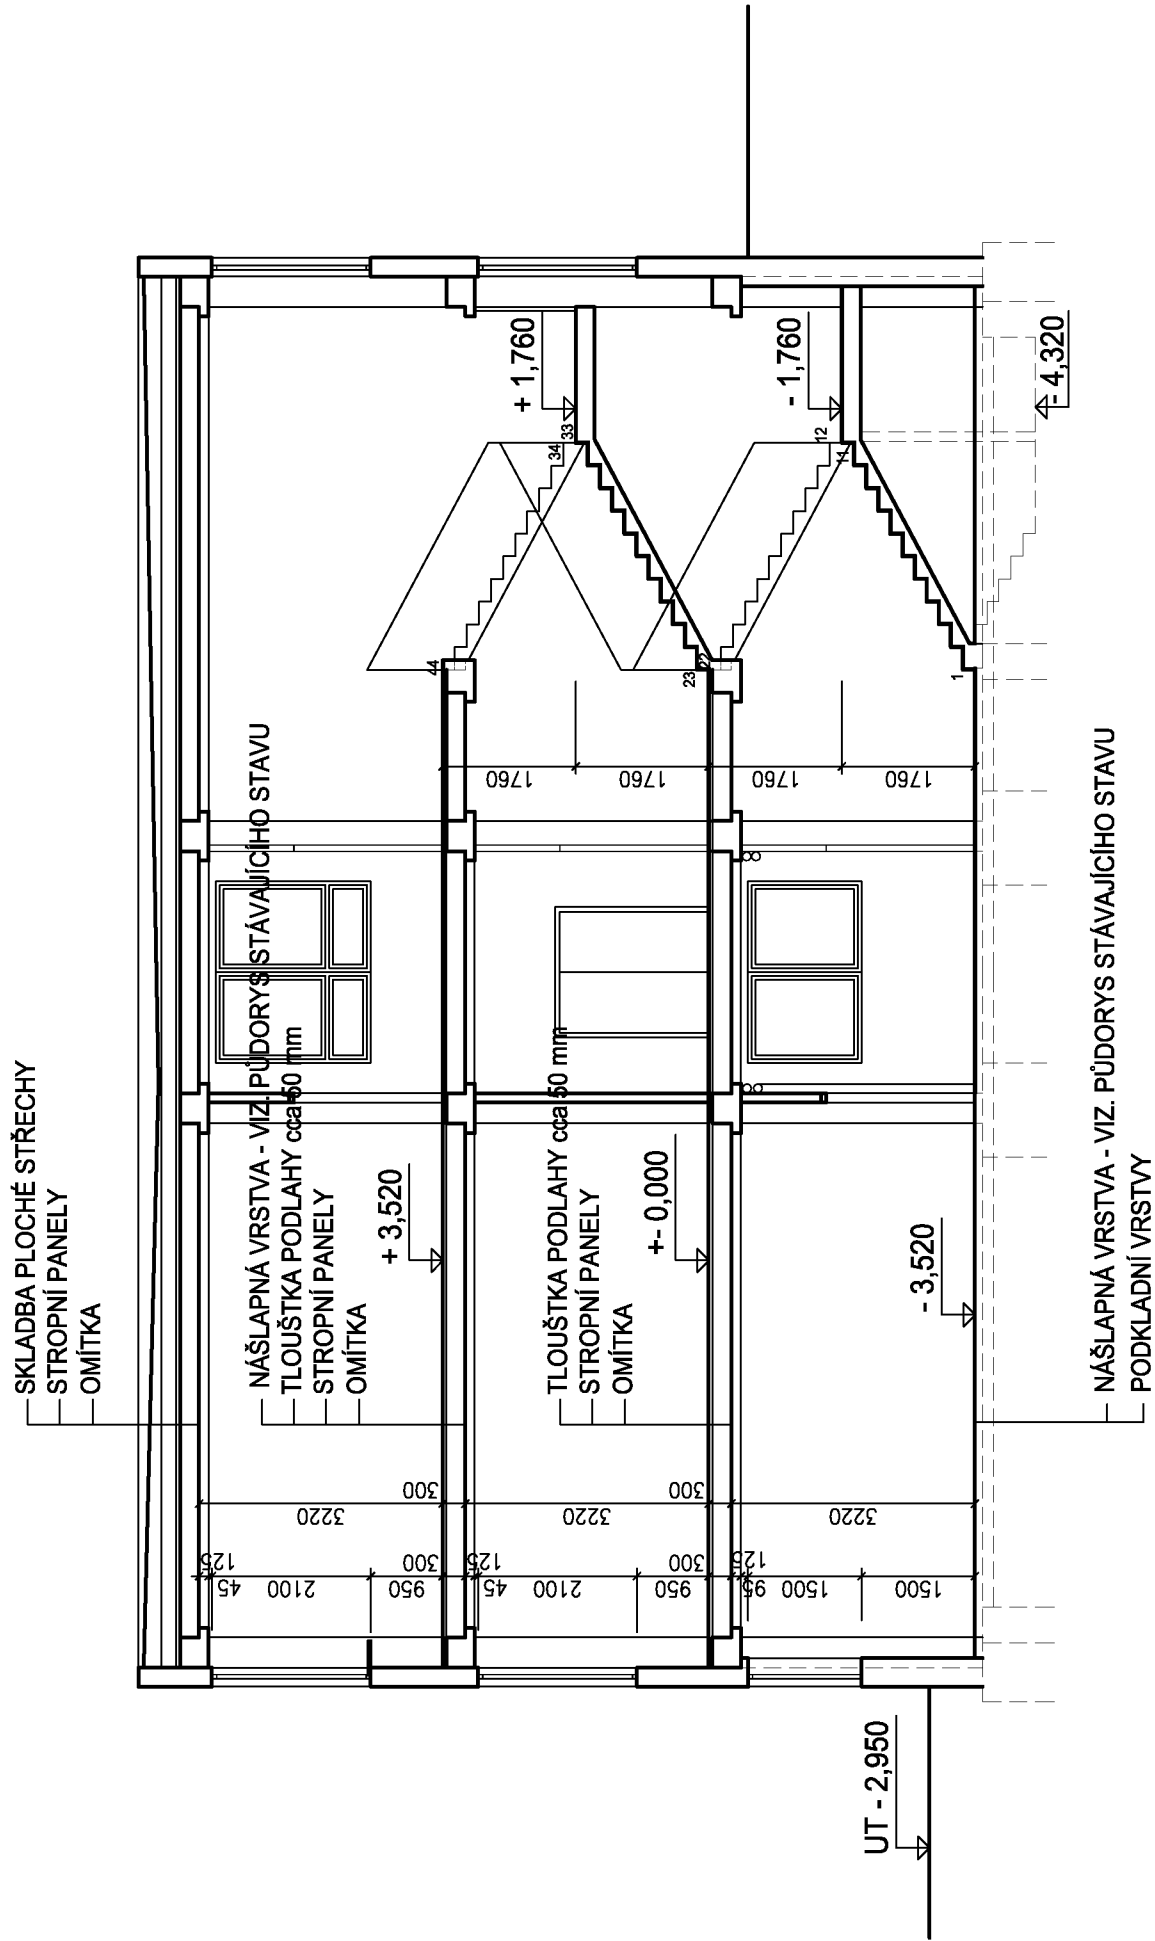 SKLADBA PLOCHÉ STŘECHY
STROPNÍ PANELY
OMÍTKA
NÁŠLAPNÁ VRSTVA - VIZ. PŮDORYS STÁVAJÍCÍHO STAVU
TLOUŠTKA PODLAHY cca 50 mm
STROPNÍ PANELY
OMÍTKA
+ 3,520
TLOUŠTKA PODLAHY cca 50 mm
STROPNÍ PANELY
OMÍTKA
+- 0,000
- 3,520
NÁŠLAPNÁ VRSTVA - VIZ. PŮDORYS STÁVAJÍCÍHO STAVU
PODKLADNÍ VRSTVY
UT - 2,950
+ 1,760
- 1,760
- 4,320
44
34
33
23
22
12
11
1
1760
1760
1760
1760
300
3220
300
3220
3220
125
45
2100
950
300
125
45
2100
950
300
125
95
1500
1500